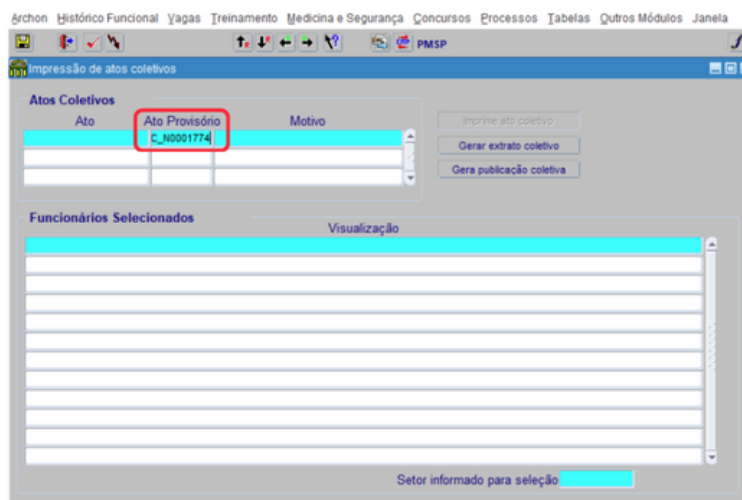 Archon Histórico Funcional Vagas Treinamento Medicina e Segurança Concursos Processos Tabelas Outros Módulos Janela
PMSP
Impressão de atos coletivos
Atos Coletivos
Ato Ato Provisório Motivo
C_N0001774
Imprime ato coletivo
Gerar extrato coletivo
Gera publicação coletiva
Funcionários Selecionados
Visualização
Setor informado para seleção